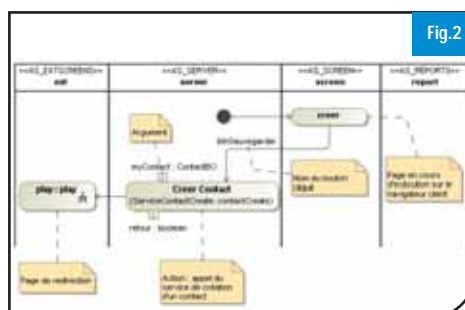 Fig.2
<<AS_EXTSCREEN>>
ext
<<AS_SERVER>>
server
<<AS_SCREEN>>
screen
<<AS_REPORTS>>
report
Argument
creer
btnSauvegarder
myContact : ContactBO
play : play
Creer Contact
(ServiceContactCreate::contactCreate)
Nom du bouton
cliqué
Page en cours
d'exécution sur le
navigateur client
retour : boolean
Page de redirection
Action : appel du
service de création
d'un contact